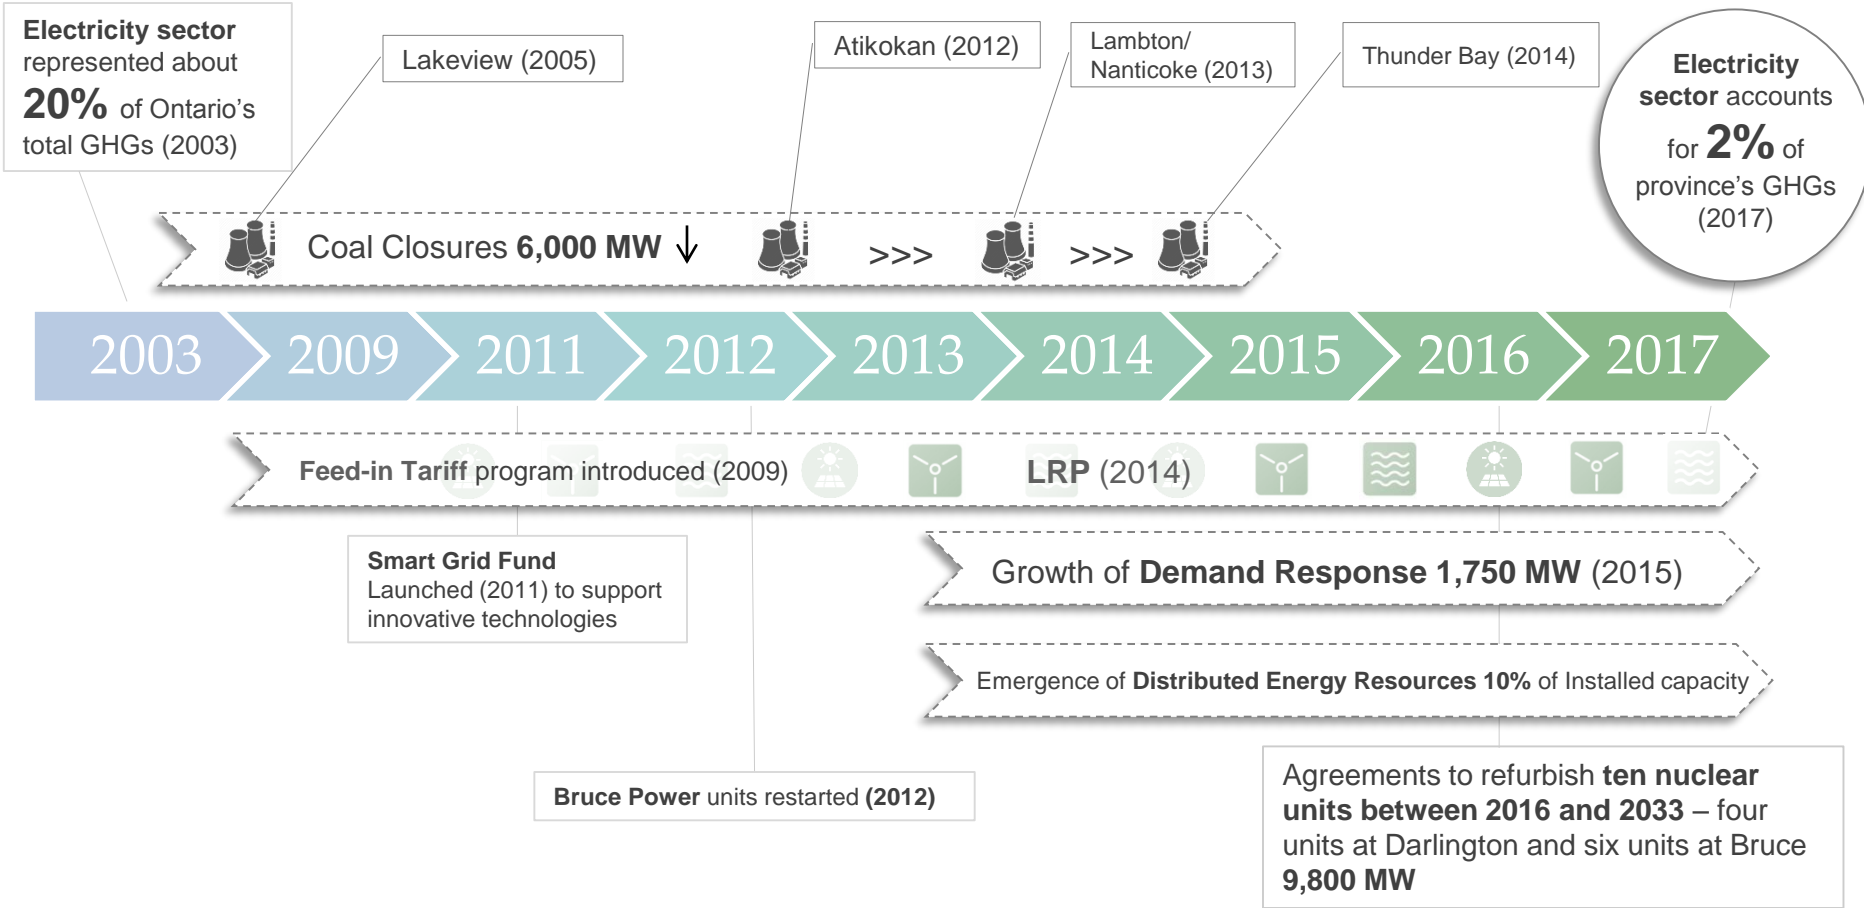 Electricity sector
represented about
20% of Ontario's
total GHGs (2003)
Lakeview (2005)
Atikokan (2012)
Lambton/
Nanticoke (2013)
Thunder Bay (2014)
Electricity
sector accounts
for 2% of
province's GHGs
(2017)
Coal Closures 6,000 MW ↓
>>>
>>>
2003
2009
2011
2012
2013
2014
2015
2016
2017
Feed-in Tariff program introduced (2009)
LRP (2014)
Smart Grid Fund
Launched (2011) to support
innovative technologies
Growth of Demand Response 1,750 MW (2015)
Emergence of Distributed Energy Resources 10% of Installed capacity
Bruce Power units restarted (2012)
Agreements to refurbish ten nuclear
units between 2016 and 2033 – four
units at Darlington and six units at Bruce
9,800 MW